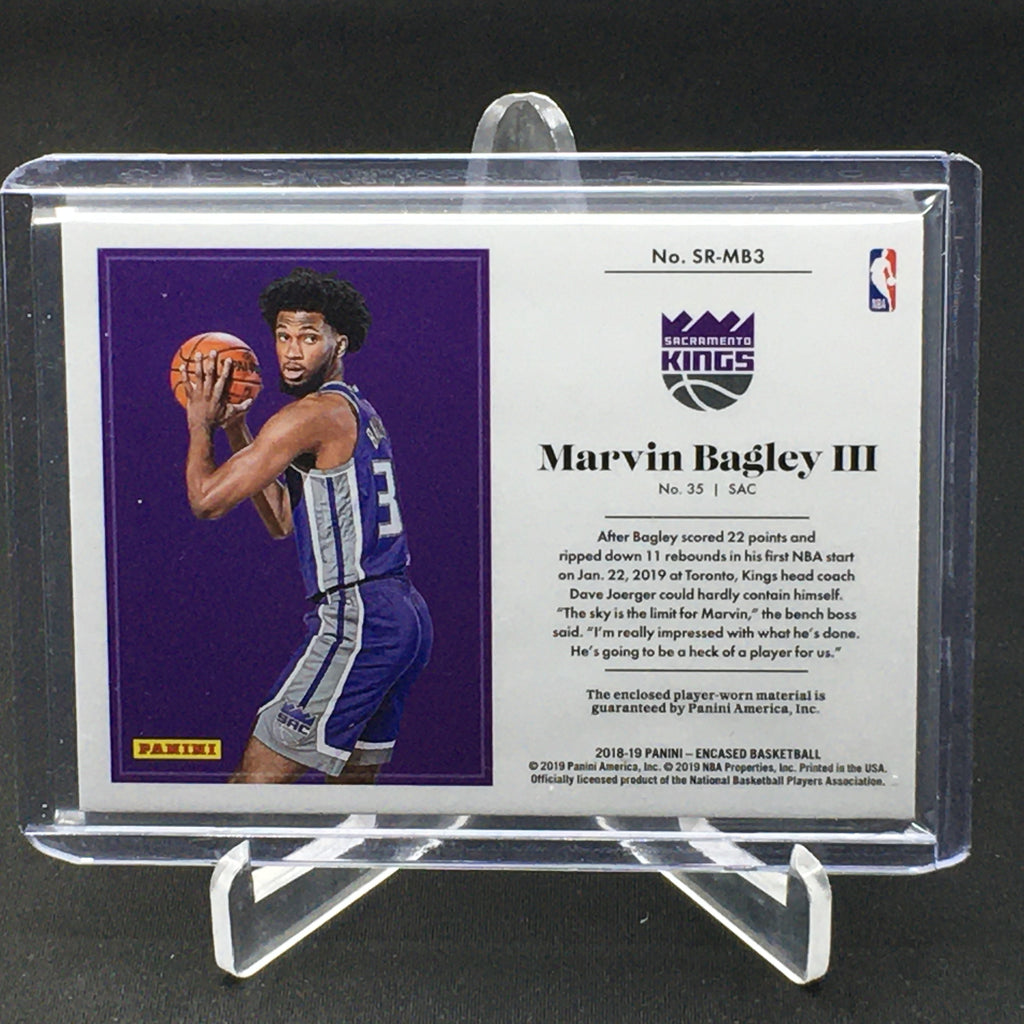 No. SR-MB3
NBA
SACRAMENTO
KINGS
Marvin Bagley III
No. 35 | SAC
After Bagley scored 22 points and
ripped down 11 rebounds in his first NBA start
on Jan. 22, 2019 at Toronto, Kings head coach
Dave Joerger could hardly contain himself.
“The sky is the limit for Marvin,” the bench boss
said. “I’m really impressed with what he’s done.
He’s going to be a heck of a player for us.”
The enclosed player-worn material is
guaranteed by Panini America, Inc.
2018-19 PANINI – ENCASED BASKETBALL
© 2019 Panini America, Inc. © 2019 NBA Properties, Inc. Printed in the USA.
Officially licensed product of the National Basketball Players Association.
3
SAC
PANINI